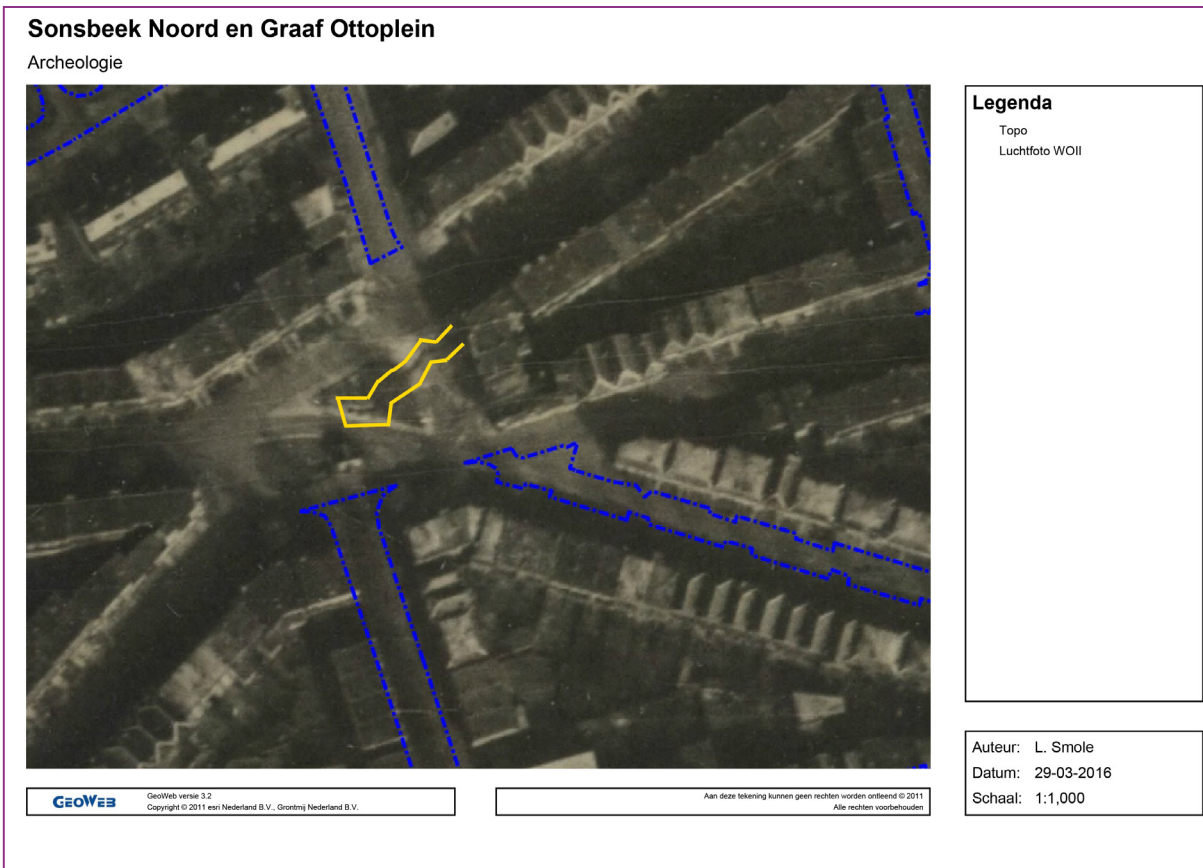 Sonsbeek Noord en Graaf Ottoplein
Archeologie
Legenda
Topo
Luchtfoto WOII
Auteur: L. Smole
Datum: 29-03-2016
Schaal: 1:1,000
GEOWEB
GeoWeb versie 3.2
Copyright © 2011 esri Nederland B.V., Grontmij Nederland B.V.
Aan deze tekening kunnen geen rechten worden ontleend © 2011
Alle rechten voorbehouden